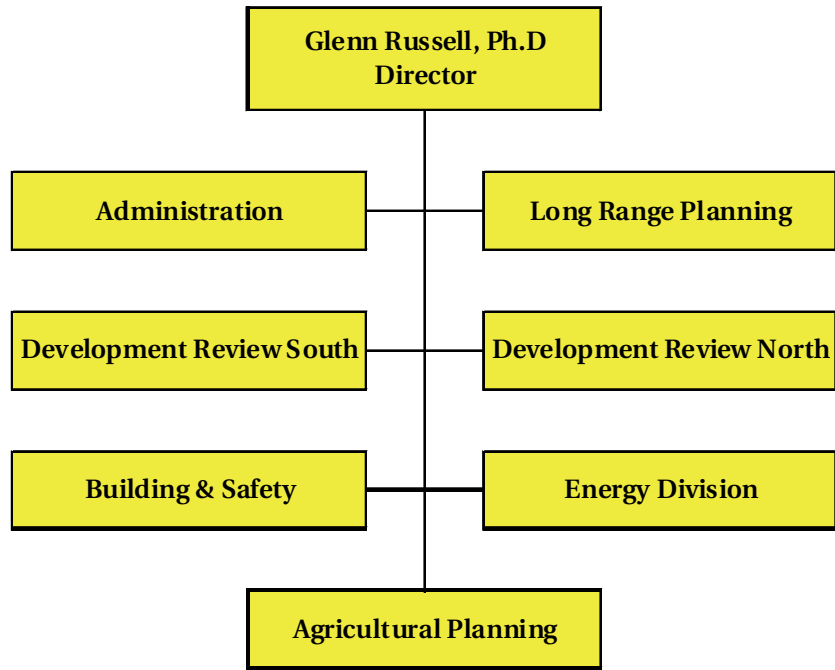 Glenn Russell, Ph.D
Director
Administration
Long Range Planning
Development Review South
Development Review North
Building & Safety
Energy Division
Agricultural Planning